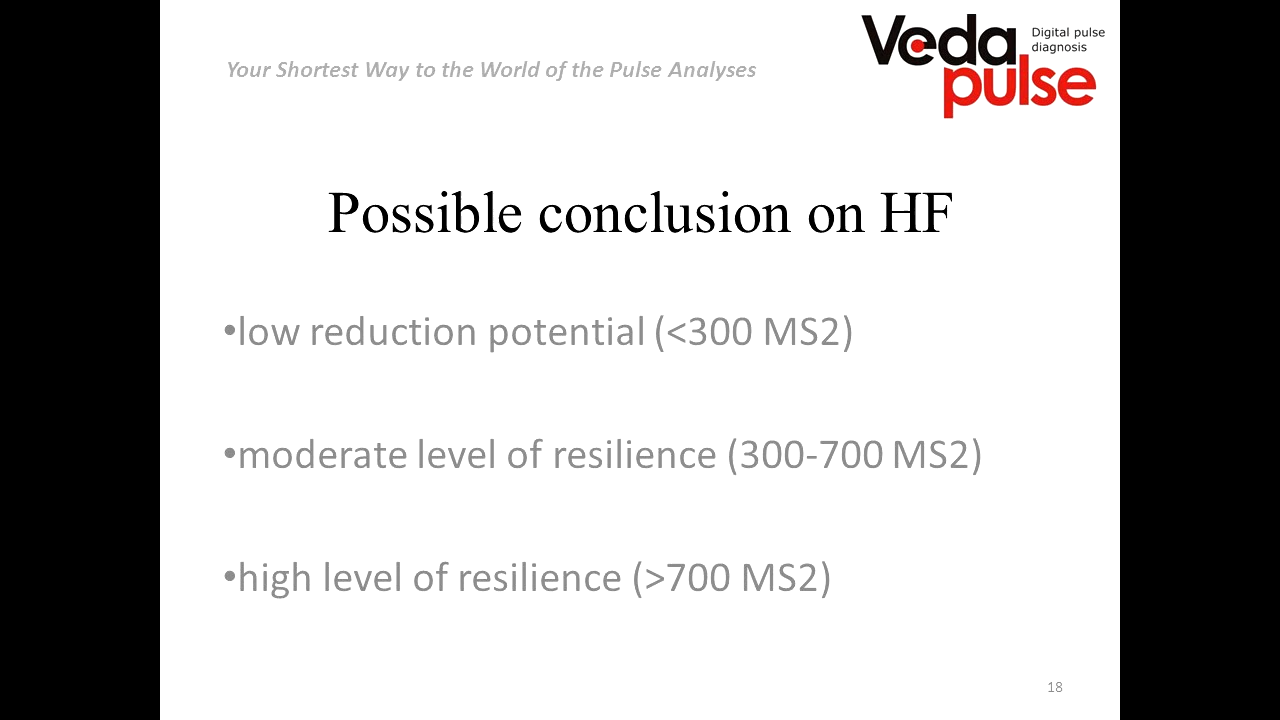 Your Shortest Way to the World of the Pulse Analyses
Veda
pulse
Digital pulse
diagnosis
Possible conclusion on HF
•low reduction potential (<300 MS2)
•moderate level of resilience (300-700 MS2)
•high level of resilience (>700 MS2)
18